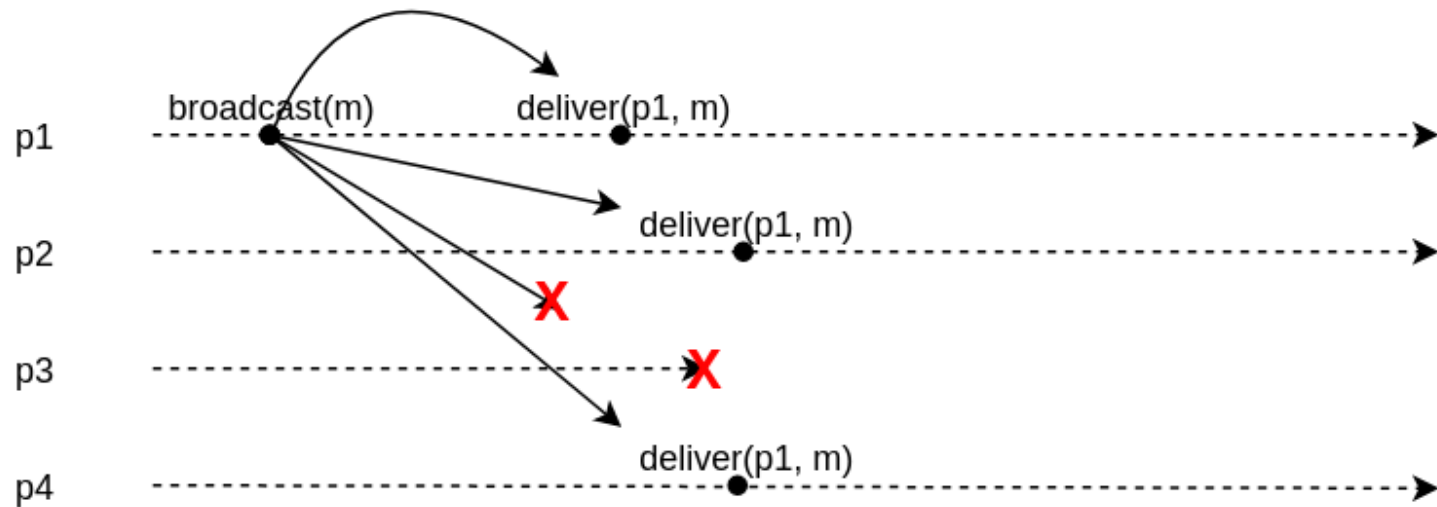 broadcast(m) deliver(p1, m)
p1
deliver(p1, m)
p2
X
p3 X
deliver(p1, m)
p4